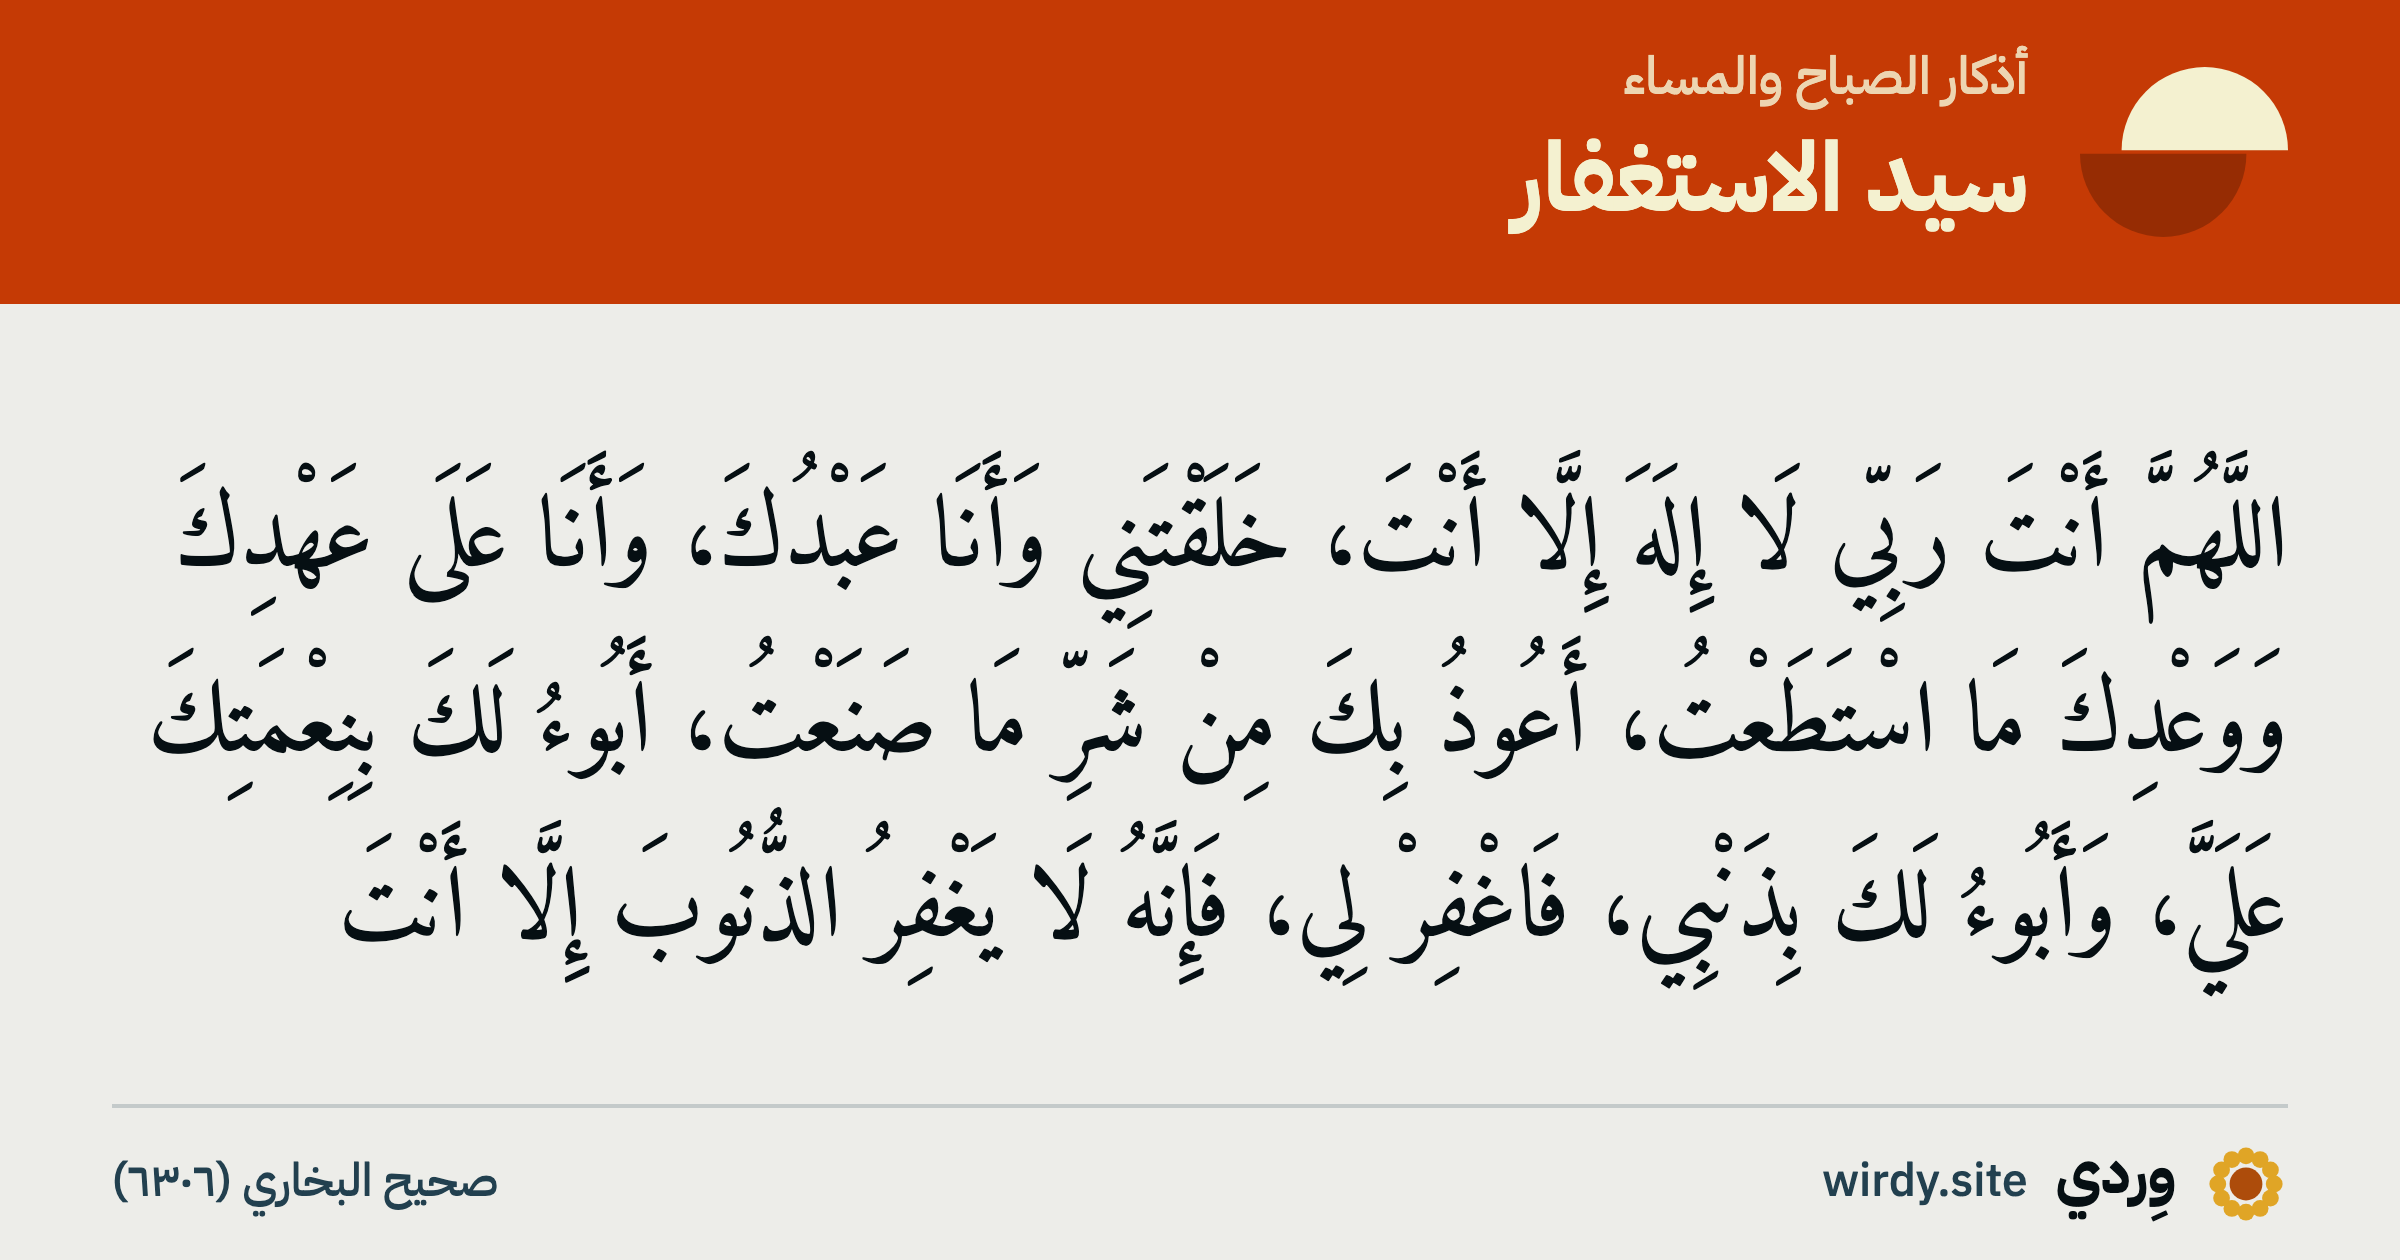 أذكار الصباح والمساء
سيد الاستغفار
اللَّهُمَّ أَنْتَ رَبِّي لَا إِلَهَ إِلَّا أَنْتَ، خَلَقْتَنِي وَأَنَا عَبْدُكَ، وَأَنَا عَلَى عَهْدِكَ
وَوَعْدِكَ مَا اسْتَطَعْتُ، أَعُوذُ بِكَ مِنْ شَرِّ مَا صَنَعْتُ، أَبُوءُ لَكَ بِنِعْمَتِكَ
عَلَيَّ، وَأَبُوءُ لَكَ بِذَنْبِي، فَاغْفِرْ لِي، فَإِنَّهُ لَا يَغْفِرُ الذُّنُوبَ إِلَّا أَنْتَ
وِردي wirdy.site
صحيح البخاري (٦٣٠٦)